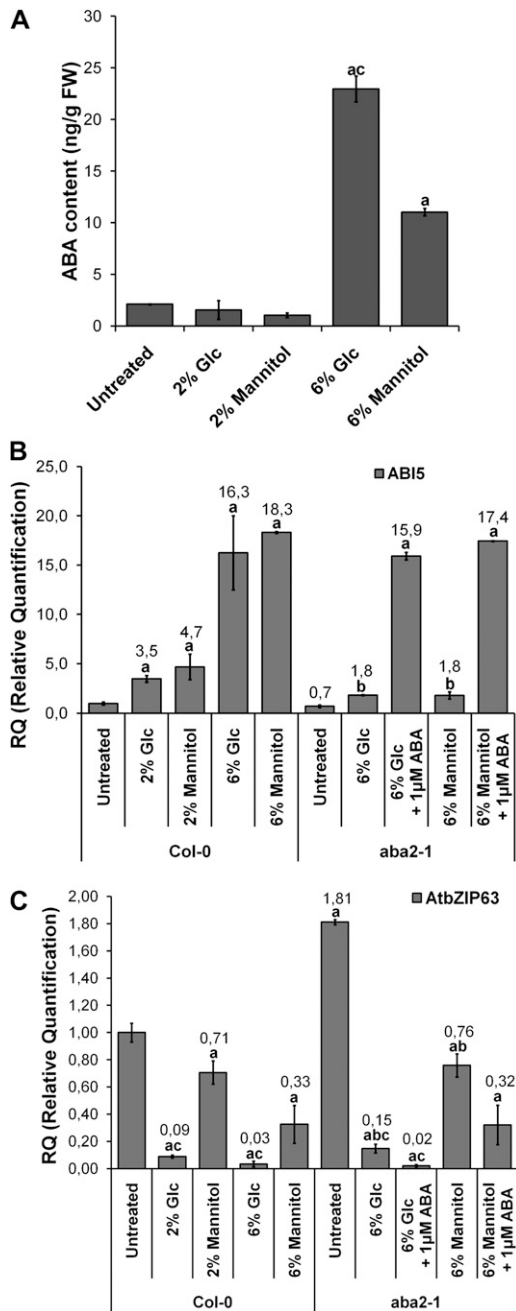 A
ABA content (ng/g FW)
30
25
20
15
10
5
0
ac
a
Untreated
2% Glc
2% Mannitol
6% Glc
6% Mannitol
B
RQ (Relative Quantification)
25,0
20,0
15,0
10,0
5,0
0,0
ABI5
3,5
a
4,7
a
16,3
a
18,3
a
0,7
1,8
b
15,9
a
1,8
b
17,4
a
Untreated
2% Glc
2% Mannitol
6% Glc
6% Mannitol
Untreated
6% Glc
6% Glc
+ 1µM ABA
6% Mannitol
6% Mannitol
+ 1µM ABA
Col-0
aba2-1
C
RQ (Relative Quantification)
2,00
1,80
1,60
1,40
1,20
1,00
0,80
0,60
0,40
0,20
0,00
AtbZIP63
0,09
ac
0,71
a
0,03
ac
0,33
a
1,81
a
0,15
abc
0,02
ac
0,76
ab
0,32
a
Untreated
2% Glc
2% Mannitol
6% Glc
6% Mannitol
Untreated
6% Glc
6% Glc
+ 1µM ABA
6% Mannitol
6% Mannitol
+ 1µM ABA
Col-0
aba2-1